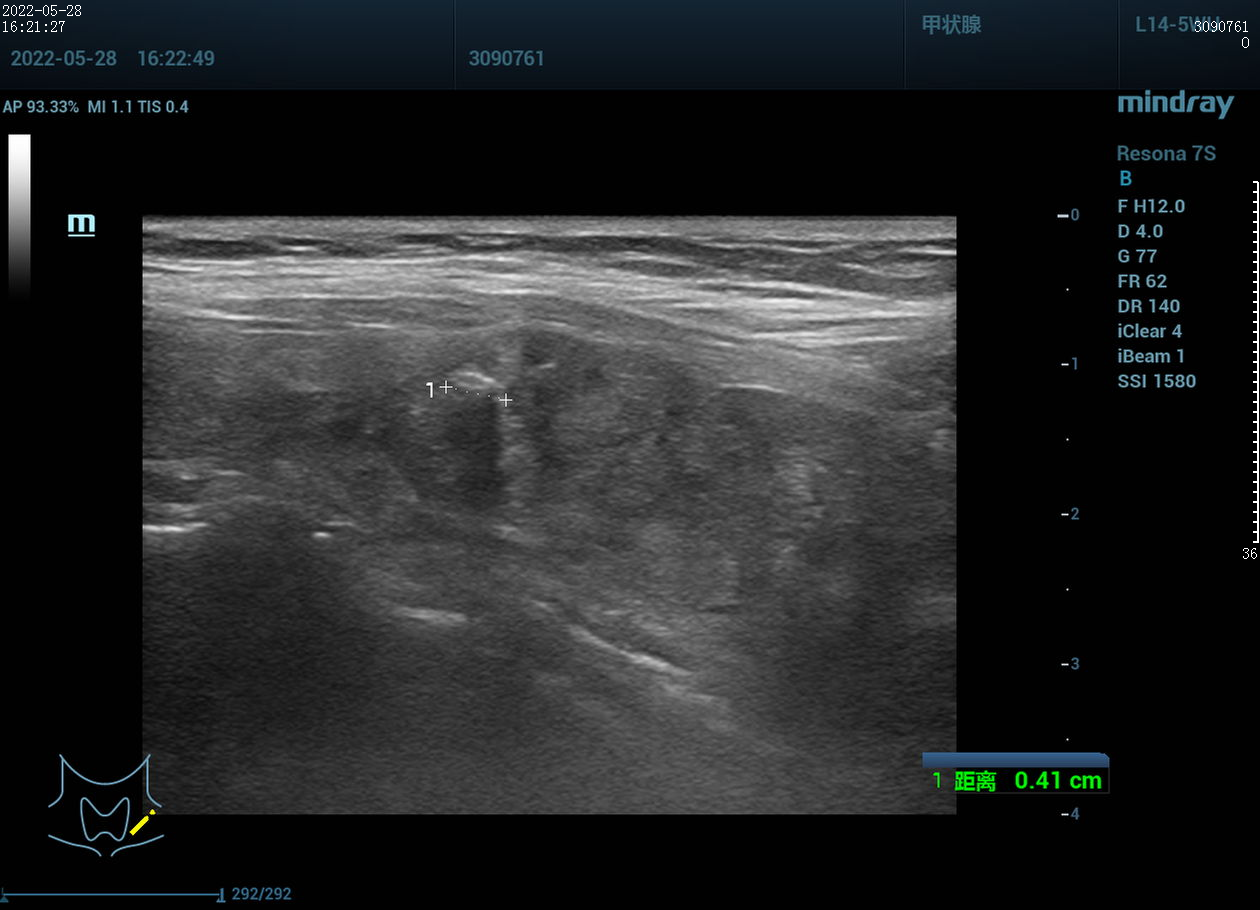 2022-05-28
16:21:27
2022-05-28 16:22:49
3090761
甲状腺
L14-5W
3090761
0
AP 93.33% MI 1.1 TIS 0.4
mindray
Resona 7S
B
F H12.0
D 4.0
G 77
FR 62
DR 140
iClear 4
iBeam 1
SSI 1580
m
0
1
1
2
36
3
1 距离 0.41 cm
4
292/292